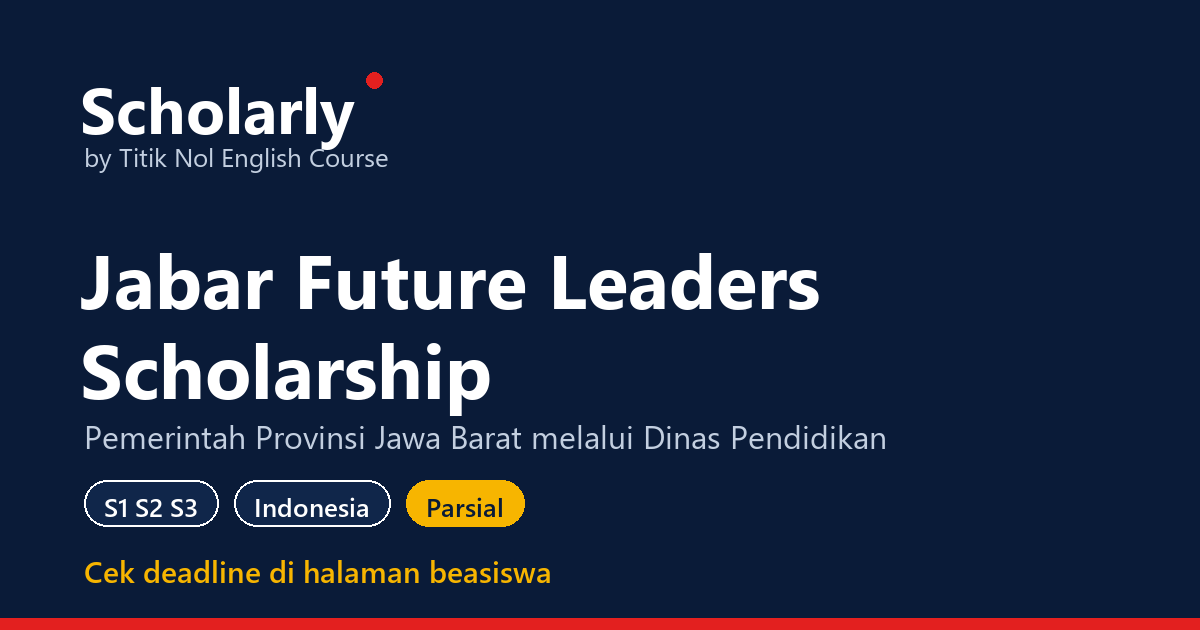 Scholarly
by Titik Nol English Course
Jabar Future Leaders
Scholarship
Pemerintah Provinsi Jawa Barat melalui Dinas Pendidikan
S1 S2 S3 Indonesia Parsial
Cek deadline di halaman beasiswa